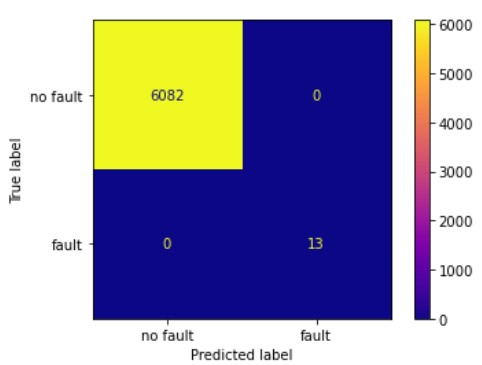 no fault
6082
0
fault
0
13
no fault
fault
Predicted label
True label
6000
5000
4000
3000
2000
1000
0